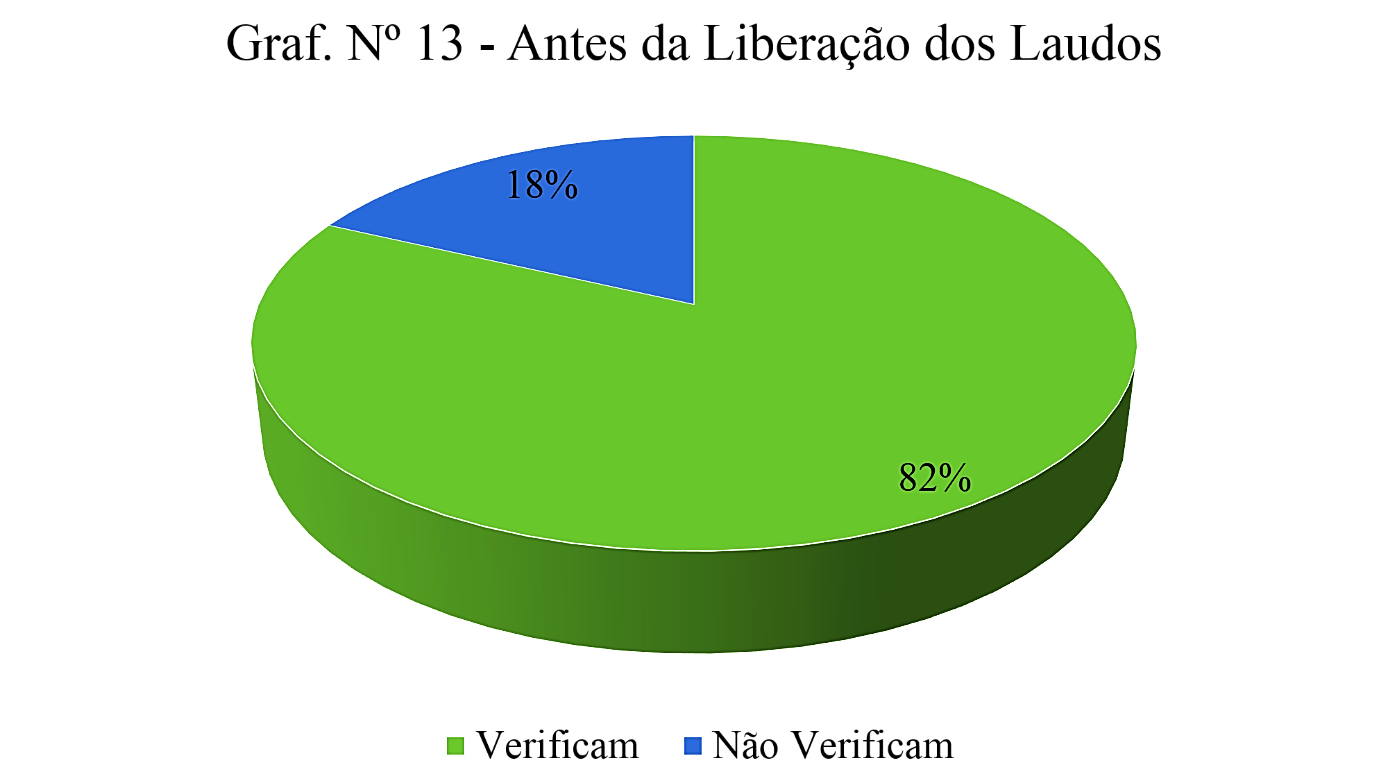 Graf. Nº 13 - Antes da Liberação dos Laudos
18%
82%
Verificam Não Verificam